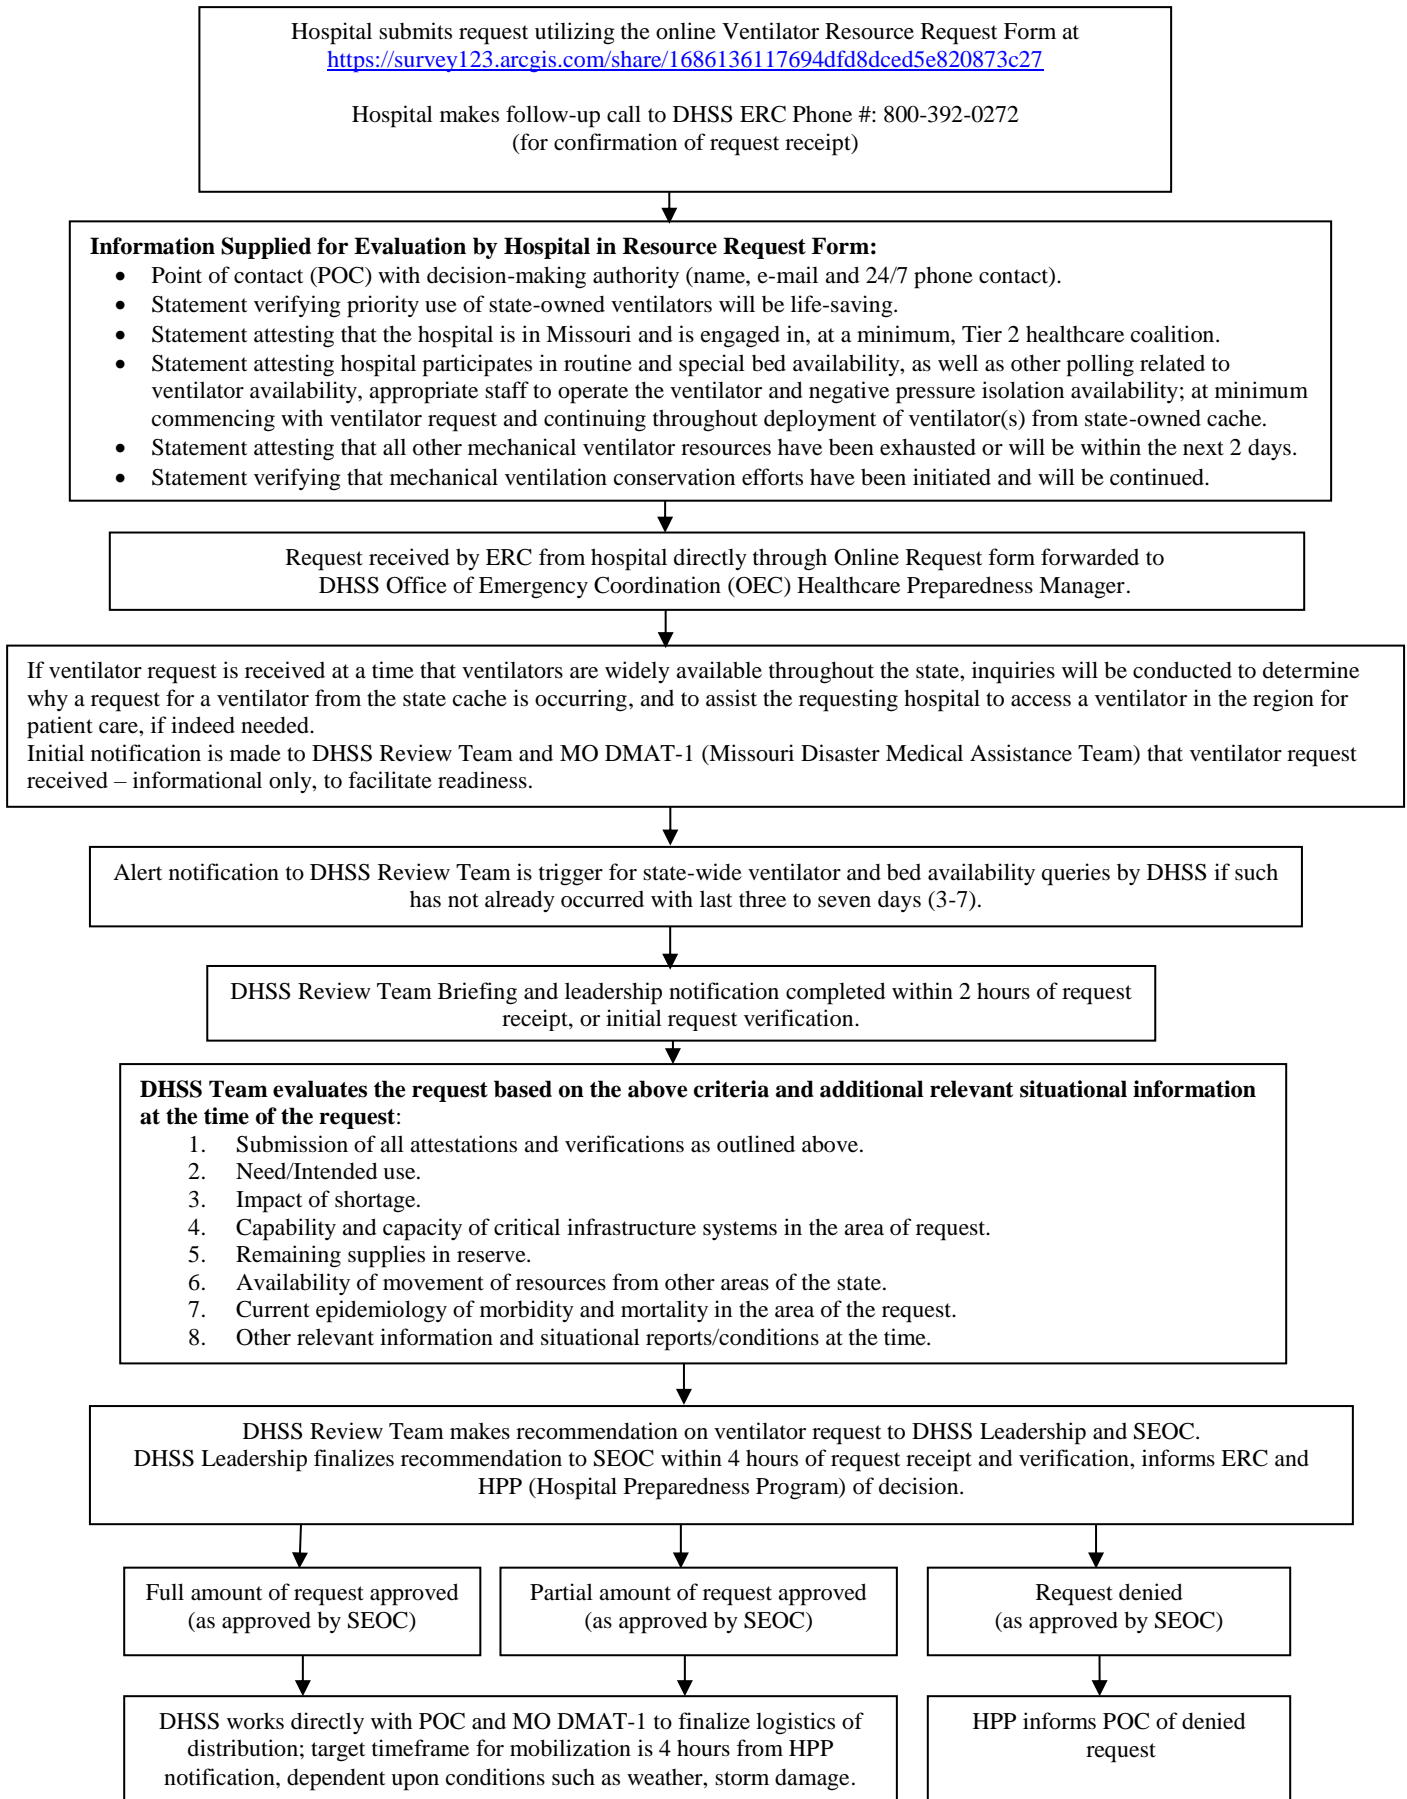 Hospital submits request utilizing the online Ventilator Resource Request Form at
https://survey123.arcgis.com/share/1686136117694dfd8dced5e820873c27
Hospital makes follow-up call to DHSS ERC Phone #: 800-392-0272
(for confirmation of request receipt)
Information Supplied for Evaluation by Hospital in Resource Request Form:
• Point of contact (POC) with decision-making authority (name, e-mail and 24/7 phone contact).
• Statement verifying priority use of state-owned ventilators will be life-saving.
• Statement attesting that the hospital is in Missouri and is engaged in, at a minimum, Tier 2 healthcare coalition.
• Statement attesting hospital participates in routine and special bed availability, as well as other polling related to
ventilator availability, appropriate staff to operate the ventilator and negative pressure isolation availability; at minimum
commencing with ventilator request and continuing throughout deployment of ventilator(s) from state-owned cache.
• Statement attesting that all other mechanical ventilator resources have been exhausted or will be within the next 2 days.
• Statement verifying that mechanical ventilation conservation efforts have been initiated and will be continued.
Request received by ERC from hospital directly through Online Request form forwarded to
DHSS Office of Emergency Coordination (OEC) Healthcare Preparedness Manager.
If ventilator request is received at a time that ventilators are widely available throughout the state, inquiries will be conducted to determine
why a request for a ventilator from the state cache is occurring, and to assist the requesting hospital to access a ventilator in the region for
patient care, if indeed needed.
Initial notification is made to DHSS Review Team and MO DMAT-1 (Missouri Disaster Medical Assistance Team) that ventilator request
received – informational only, to facilitate readiness.
Alert notification to DHSS Review Team is trigger for state-wide ventilator and bed availability queries by DHSS if such
has not already occurred with last three to seven days (3-7).
DHSS Review Team Briefing and leadership notification completed within 2 hours of request
receipt, or initial request verification.
DHSS Team evaluates the request based on the above criteria and additional relevant situational information
at the time of the request:
1. Submission of all attestations and verifications as outlined above.
2. Need/Intended use.
3. Impact of shortage.
4. Capability and capacity of critical infrastructure systems in the area of request.
5. Remaining supplies in reserve.
6. Availability of movement of resources from other areas of the state.
7. Current epidemiology of morbidity and mortality in the area of the request.
8. Other relevant information and situational reports/conditions at the time.
DHSS Review Team makes recommendation on ventilator request to DHSS Leadership and SEOC.
DHSS Leadership finalizes recommendation to SEOC within 4 hours of request receipt and verification, informs ERC and
HPP (Hospital Preparedness Program) of decision.
Full amount of request approved
(as approved by SEOC)
Partial amount of request approved
(as approved by SEOC)
Request denied
(as approved by SEOC)
DHSS works directly with POC and MO DMAT-1 to finalize logistics of
distribution; target timeframe for mobilization is 4 hours from HPP
notification, dependent upon conditions such as weather, storm damage.
HPP informs POC of denied
request